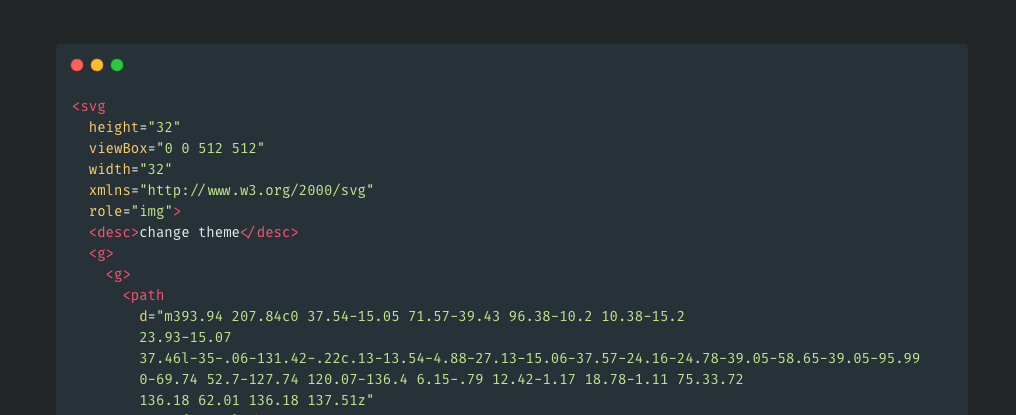 <svg
height="32"
viewBox="0 0 512 512"
width="32"
xmlns="http://www.w3.org/2000/svg"
role="img">
<desc>change theme</desc>
<g>
<g>
<path
d="m393.94 207.84c0 37.54-15.05 71.57-39.43 96.38-10.2 10.38-15.2
23.93-15.07
37.46l-35-.06-131.42-.22c.13-13.54-4.88-27.13-15.06-37.57-24.16-24.78-39.05-58.65-39.05-95.99
0-69.74 52.7-127.74 120.07-136.4 6.15-.79 12.42-1.17 18.78-1.11 75.33.72
136.18 62.01 136.18 137.51z"